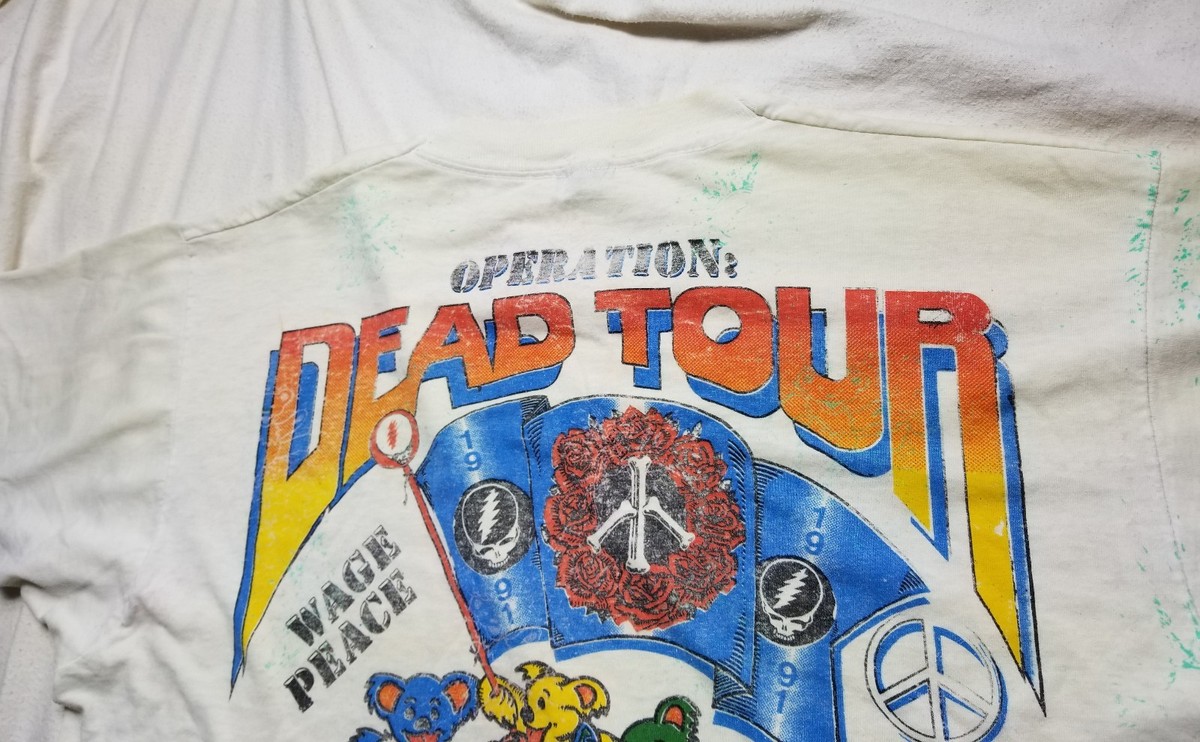 OPERATION:
DEAD TOUR
19
91
19
91
WAGE
PEACE